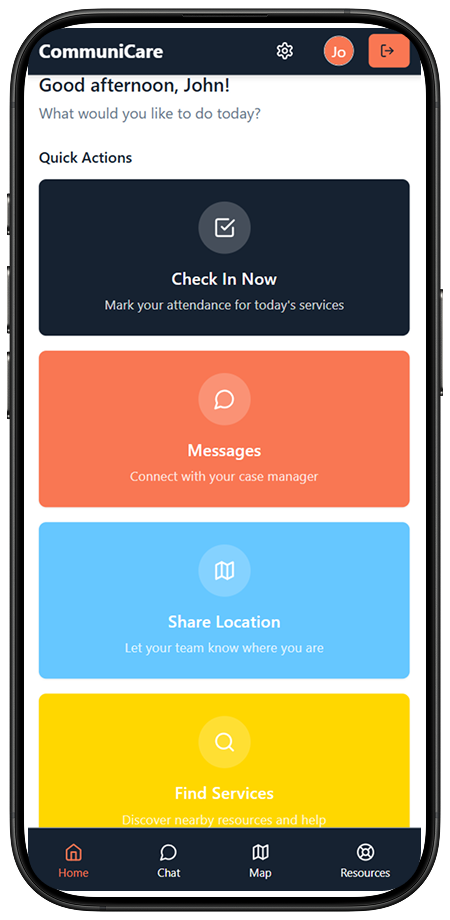 CommuniCare
Jo
Good afternoon, John!
What would you like to do today?
Quick Actions
Check In Now
Mark your attendance for today's services
Messages
Connect with your case manager
Share Location
Let your team know where you are
Find Services
Discover nearby resources and help
Home
Chat
Map
Resources